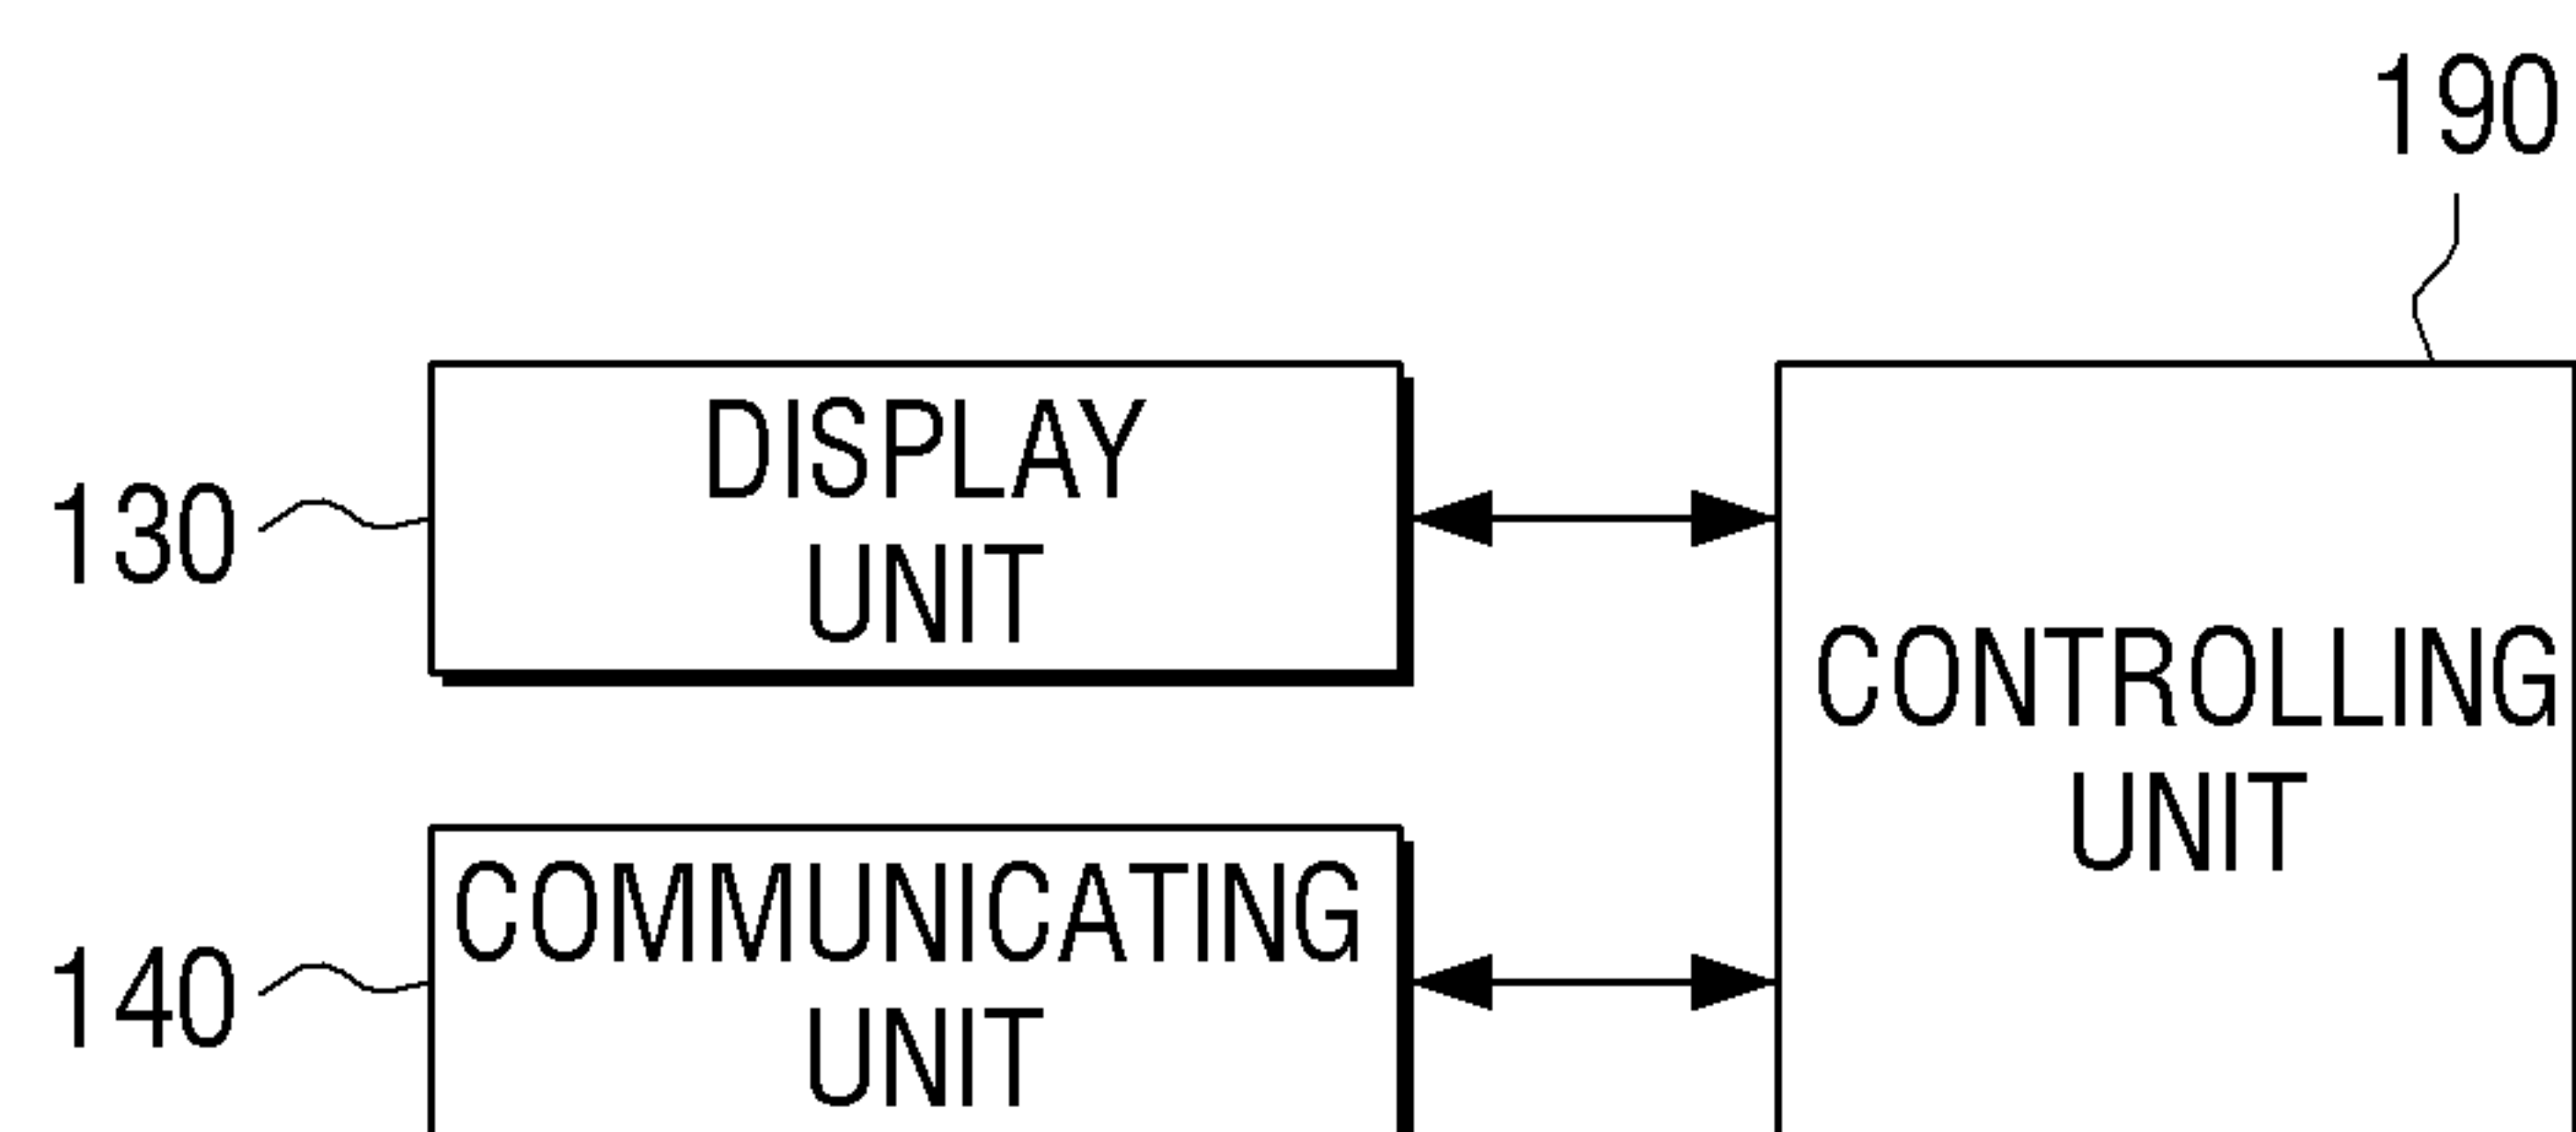 190
130
DISPLAY
UNIT
CONTROLLING
UNIT
140
COMMUNICATING
UNIT